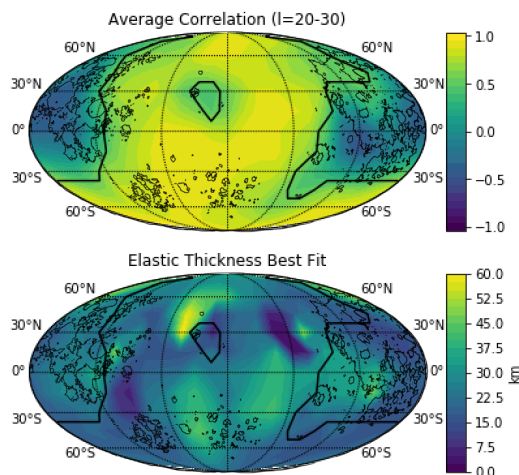 Average Correlation (l=20-30)
60°N 60°N
30°N 30°N
0° 0°
30°S 30°S
60°S 60°S
1.0
0.5
0.0
−0.5
−1.0
Elastic Thickness Best Fit
60°N 60°N
30°N 30°N
0° 0°
30°S 30°S
60°S 60°S
60.0
52.5
45.0
37.5
30.0
22.5
15.0
7.5
0.0
km